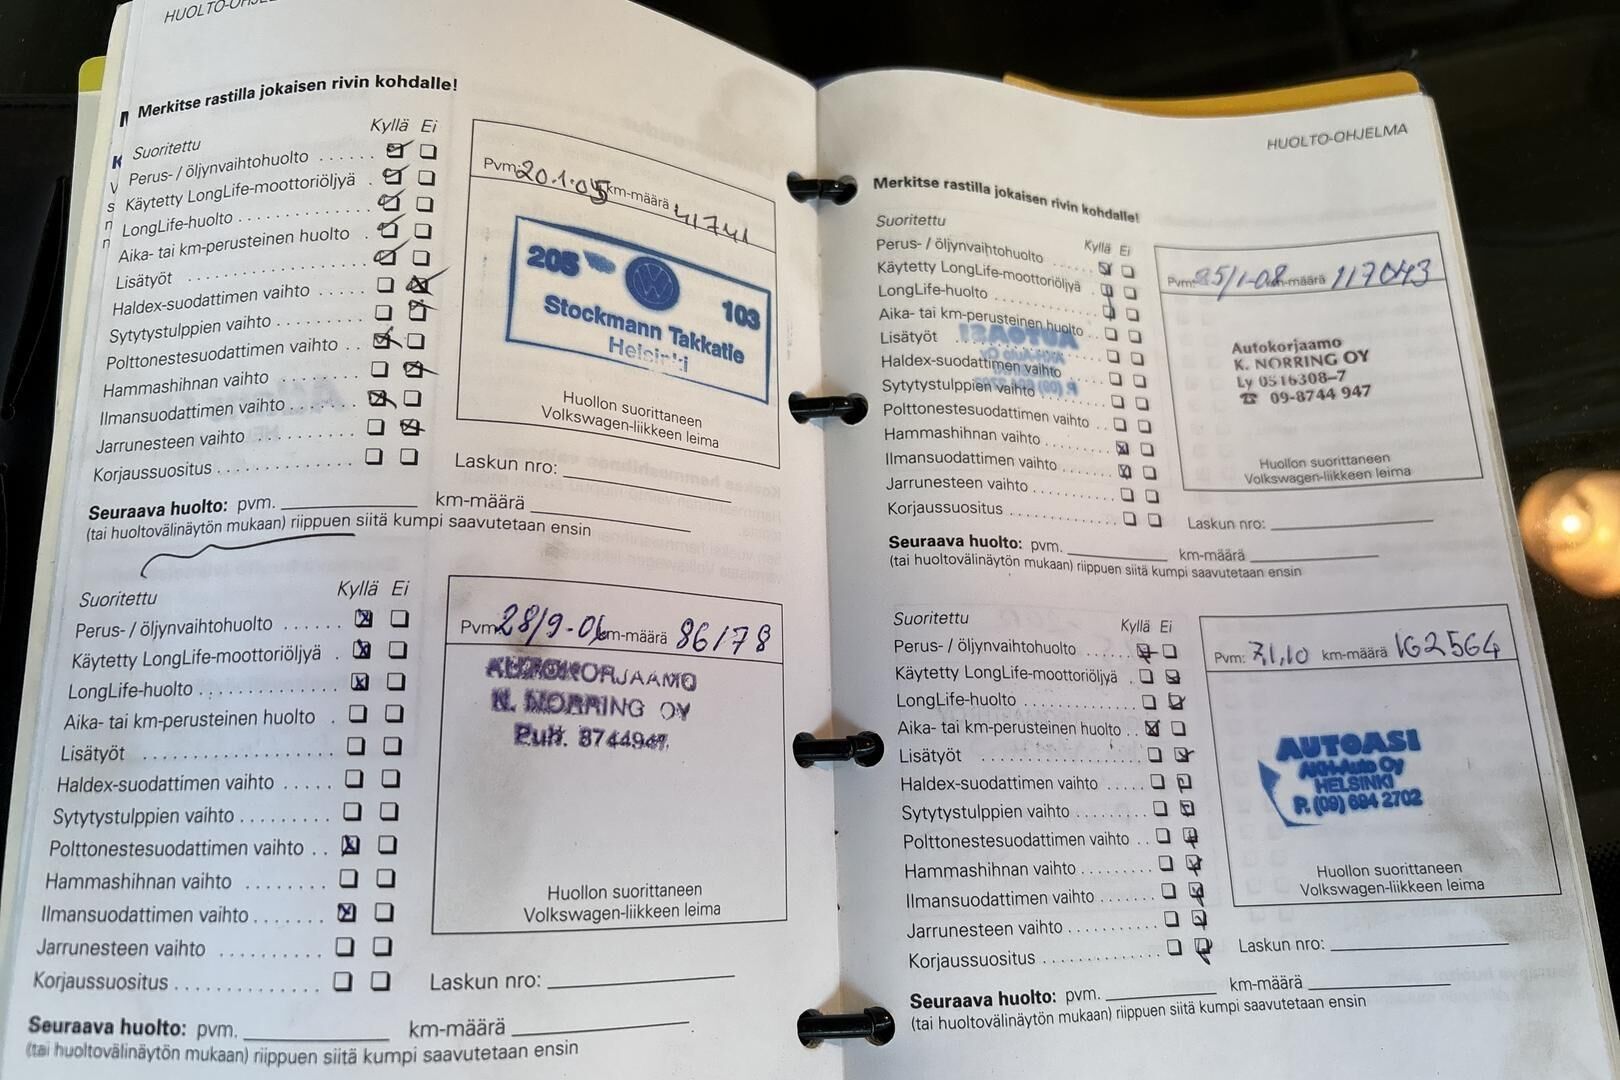 HUOLTO-OHJEL
Merkitse rastilla jokaisen rivin kohdalle!
Kyllä Ei
Suoritettu
Perus- / öljynvaihtohuolto
Käytetty LongLife-moottoriöljyä
LongLife-huolto
Aika- tai km-perusteinen huolto
Lisätyöt
Haldex-suodattimen vaihto
Sytytystulppien vaihto
Polttonestesuodattimen vaihto
Hammashihnan vaihto
Ilmansuodattimen vaihto
Jarrunesteen vaihto
Korjaussuositus
Pvm: 20.1.05 km-määrä 41741
205 103
Stockmann Takkatie
Helsinki
Huollon suorittaneen
Volkswagen-liikkeen leima
Laskun nro:
Seuraava huolto: pvm. km-määrä
(tai huoltovälinäytön mukaan) riippuen siitä kumpi saavutetaan ensin
Kyllä Ei
Suoritettu
Perus- / öljynvaihtohuolto
Käytetty LongLife-moottoriöljyä
LongLife-huolto
Aika- tai km-perusteinen huolto
Lisätyöt
Haldex-suodattimen vaihto
Sytytystulppien vaihto
Polttonestesuodattimen vaihto
Hammashihnan vaihto
Ilmansuodattimen vaihto
Jarrunesteen vaihto
Korjaussuositus
Pvm: 28/9-06 km-määrä 86178
AUTOKORJAAMO
K. NORRING OY
Puh. 8744947
Huollon suorittaneen
Volkswagen-liikkeen leima
Laskun nro:
Seuraava huolto: pvm. km-määrä
(tai huoltovälinäytön mukaan) riippuen siitä kumpi saavutetaan ensin
HUOLTO-OHJELMA
Merkitse rastilla jokaisen rivin kohdalle!
Suoritettu
Kyllä Ei
Perus- / öljynvaihtohuolto
Käytetty LongLife-moottoriöljyä
LongLife-huolto
Aika- tai km-perusteinen huolto
Lisätyöt
Haldex-suodattimen vaihto
Sytytystulppien vaihto
Polttonestesuodattimen vaihto
Hammashihnan vaihto
Ilmansuodattimen vaihto
Jarrunesteen vaihto
Korjaussuositus
Pvm: 25/1-08 km-määrä 117043
Autokorjaamo
K. NORRING OY
Ly 0516308-7
☎ 09-8744 947
Huollon suorittaneen
Volkswagen-liikkeen leima
Laskun nro:
Seuraava huolto: pvm. km-määrä
(tai huoltovälinäytön mukaan) riippuen siitä kumpi saavutetaan ensin
Suoritettu
Kyllä Ei
Perus- / öljynvaihtohuolto
Käytetty LongLife-moottoriöljyä
LongLife-huolto
Aika- tai km-perusteinen huolto
Lisätyöt
Haldex-suodattimen vaihto
Sytytystulppien vaihto
Polttonestesuodattimen vaihto
Hammashihnan vaihto
Ilmansuodattimen vaihto
Jarrunesteen vaihto
Korjaussuositus
Pvm: 7.1.10 km-määrä 162564
AUTOASI
AKH-Auto Oy
HELSINKI
P. (09) 694 2702
Huollon suorittaneen
Volkswagen-liikkeen leima
Laskun nro:
Seuraava huolto: pvm. km-määrä
(tai huoltovälinäytön mukaan) riippuen siitä kumpi saavutetaan ensin